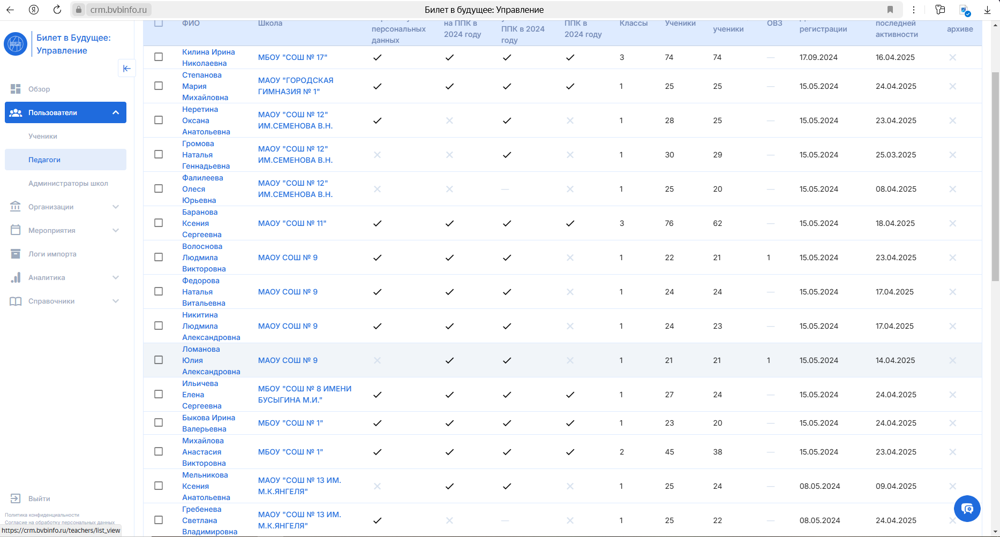 crm.bvbinfo.ru
Билет в будущее: Управление
Билет в Будущее:
Управление
Обзор
Пользователи
Ученики
Педагоги
Администраторы школ
Организации
Мероприятия
Логи импорта
Аналитика
Справочники
Выйти
Политика конфиденциальности
Согласие на обработку персональных данных
https://crm.bvbinfo.ru/teachers/list_view
ФИО Школа персональных данных на ППК в 2024 году ППК в 2024 году ППК в 2024 году Классы Ученики ученики ОВЗ регистрации последней активности архиве
Килина Ирина Николаевна МБОУ "СОШ № 17" 3 74 74 — 17.09.2024 16.04.2025
Степанова Мария Михайловна МАОУ "ГОРОДСКАЯ ГИМНАЗИЯ № 1" 1 25 25 — 15.05.2024 24.04.2025
Неретина Оксана Анатольевна МАОУ "СОШ № 12" ИМ.СЕМЕНОВА В.Н. 1 28 25 — 15.05.2024 23.04.2025
Громова Наталья Геннадьевна МАОУ "СОШ № 12" ИМ.СЕМЕНОВА В.Н. 1 30 29 — 15.05.2024 25.03.2025
Фалилеева Олеся Юрьевна МАОУ "СОШ № 12" ИМ.СЕМЕНОВА В.Н. — 1 25 20 — 15.05.2024 08.04.2025
Баранова Ксения Сергеевна МАОУ "СОШ № 11" 3 76 62 — 15.05.2024 18.04.2025
Волоснова Людмила Викторовна МАОУ СОШ № 9 1 22 21 1 15.05.2024 23.04.2025
Федорова Наталья Витальевна МАОУ СОШ № 9 1 24 24 — 15.05.2024 17.04.2025
Никитина Людмила Александровна МАОУ СОШ № 9 1 24 23 — 15.05.2024 17.04.2025
Ломанова Юлия Александровна МАОУ СОШ № 9 1 21 21 1 15.05.2024 14.04.2025
Ильичева Елена Сергеевна МБОУ "СОШ № 8 ИМЕНИ БУСЫГИНА М.И." 1 27 24 — 15.05.2024 24.04.2025
Быкова Ирина Валерьевна МБОУ "СОШ № 1" 1 23 20 — 15.05.2024 24.04.2025
Михайлова Анастасия Викторовна МБОУ "СОШ № 1" 2 45 38 — 15.05.2024 23.04.2025
Мельникова Ксения Анатольевна МАОУ "СОШ № 13 ИМ. М.К.ЯНГЕЛЯ" 1 25 24 — 08.05.2024 09.04.2025
Гребенева Светлана Владимировна МАОУ "СОШ № 13 ИМ. М.К.ЯНГЕЛЯ" — 1 25 22 — 08.05.2024 24.04.2025